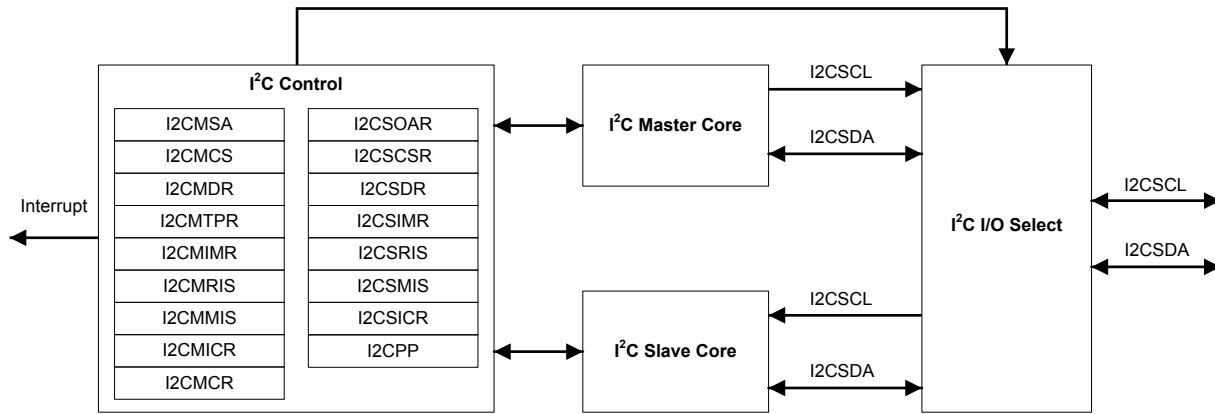 I²C Control
I2CMSA
I2CMCS
I2CMDR
I2CMTPR
I2CMIMR
I2CMRIS
I2CMMIS
I2CMICR
I2CMCR
I2CSOAR
I2CSCSR
I2CSDR
I2CSIMR
I2CSRIS
I2CSMIS
I2CSICR
I2CPP
Interrupt
I²C Master Core
I2CSCL
I2CSDA
I²C Slave Core
I2CSCL
I2CSDA
I²C I/O Select
I2CSCL
I2CSDA